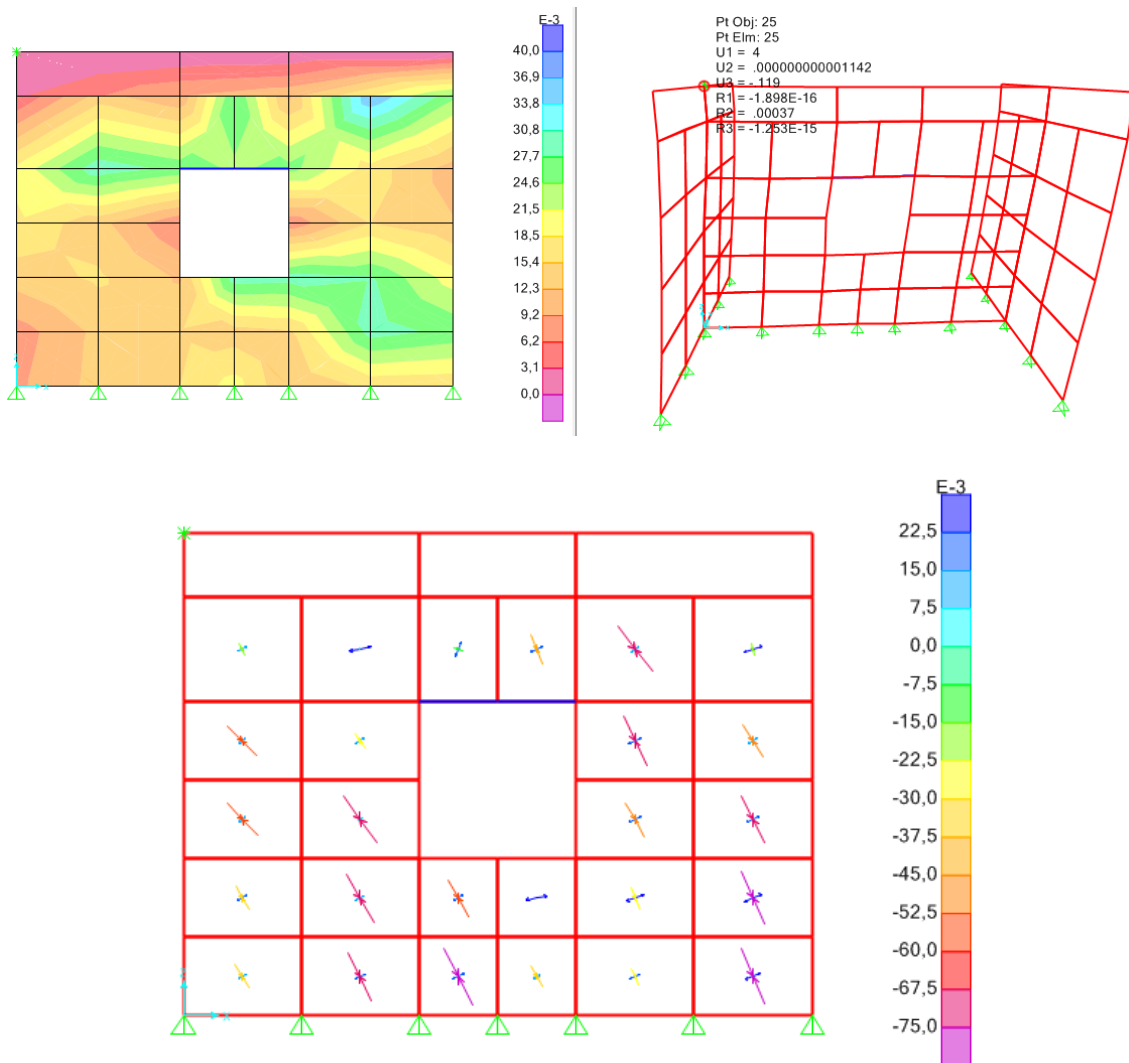 E-3
40,0
36,9
33,8
30,8
27,7
24,6
21,5
18,5
15,4
12,3
9,2
6,2
3,1
0,0
Pt Obj: 25
Pt Elm: 25
U1 = 4
U2 = .000000000001142
U3 = -.119
R1 = -1.898E-16
R2 = .00037
R3 = -1.253E-15
E-3
22,5
15,0
7,5
0,0
-7,5
-15,0
-22,5
-30,0
-37,5
-45,0
-52,5
-60,0
-67,5
-75,0